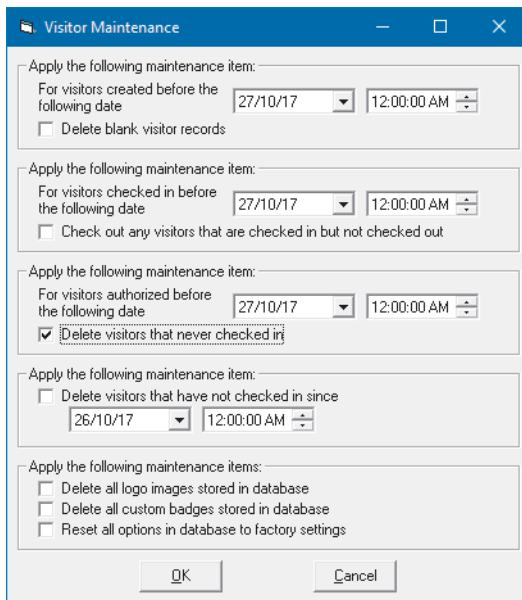 Visitor Maintenance
Apply the following maintenance item:
For visitors created before the
following date
27/10/17
12:00:00 AM
Delete blank visitor records
Apply the following maintenance item:
For visitors checked in before
the following date
27/10/17
12:00:00 AM
Check out any visitors that are checked in but not checked out
Apply the following maintenance item:
For visitors authorized before
the following date
27/10/17
12:00:00 AM
Delete visitors that never checked in
Apply the following maintenance item:
Delete visitors that have not checked in since
26/10/17
12:00:00 AM
Apply the following maintenance items:
Delete all logo images stored in database
Delete all custom badges stored in database
Reset all options in database to factory settings
OK
Cancel